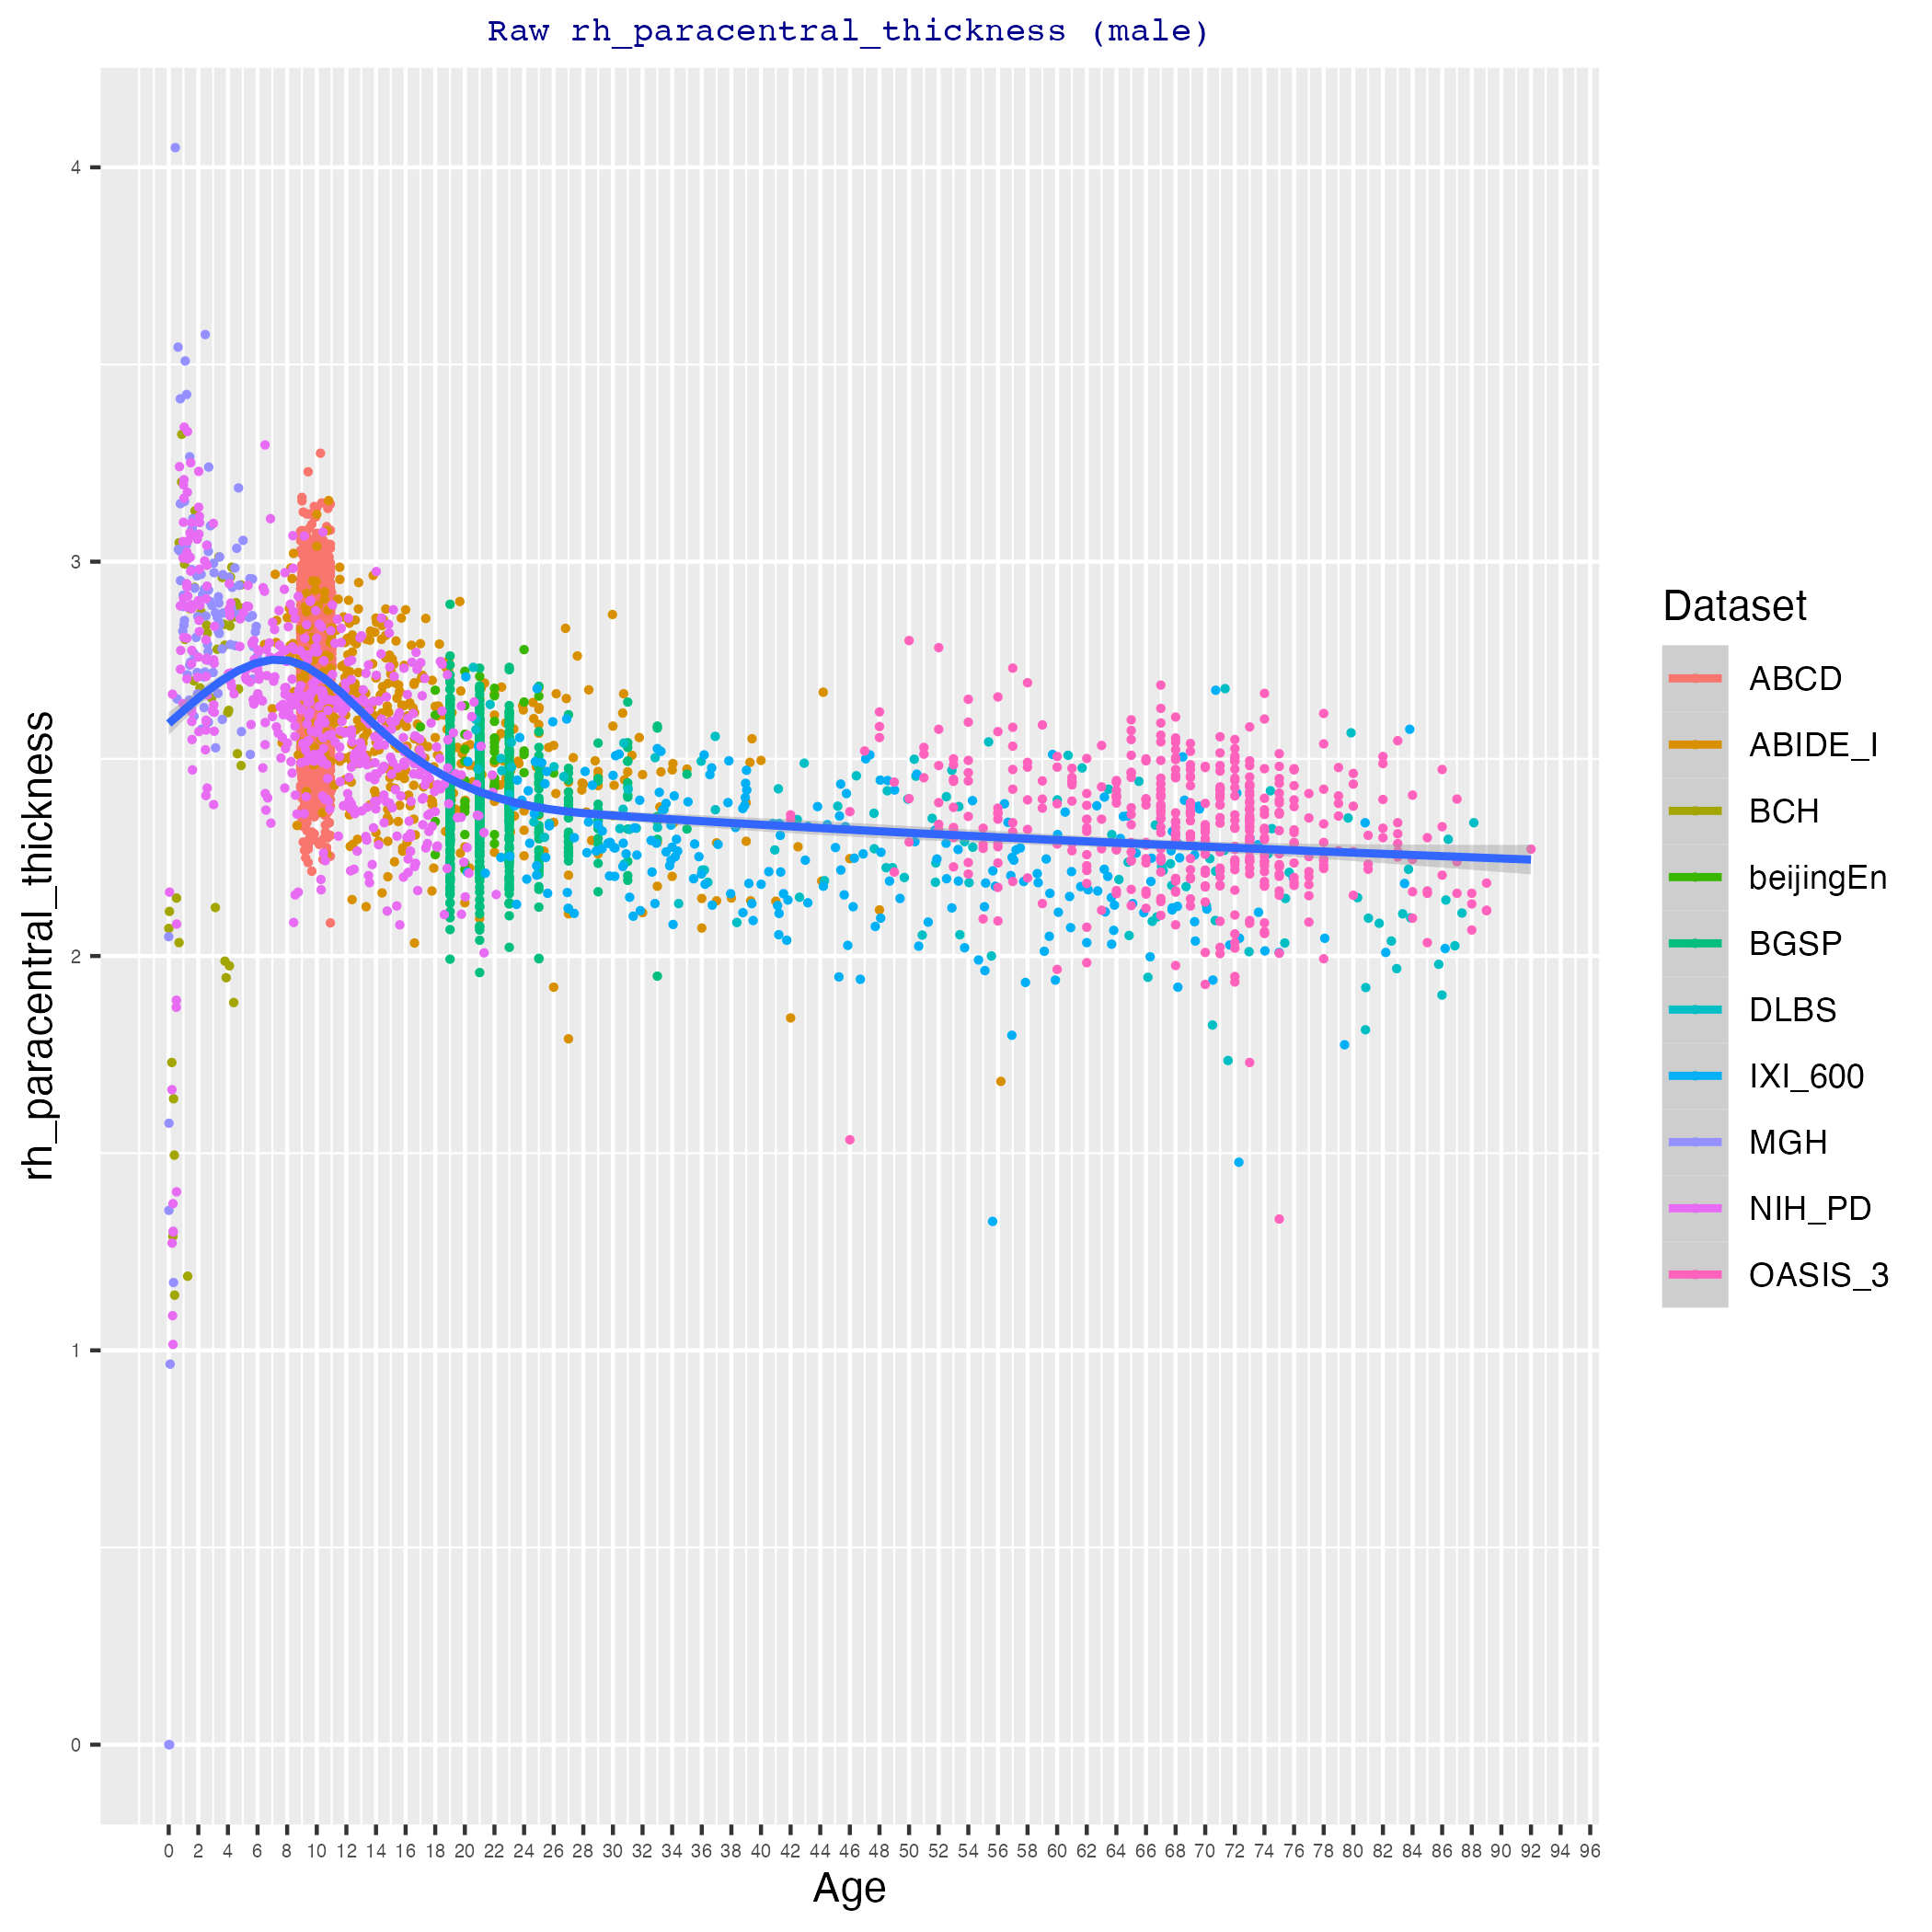 Raw rh_paracentral_thickness (male)
rh_paracentral_thickness
4
3
2
1
0
0 2 4 6 8 10 12 14 16 18 20 22 24 26 28 30 32 34 36 38 40 42 44 46 48 50 52 54 56 58 60 62 64 66 68 70 72 74 76 78 80 82 84 86 88 90 92 94 96
Age
Dataset
ABCD
ABIDE_I
BCH
beijingEn
BGSP
DLBS
IXI_600
MGH
NIH_PD
OASIS_3